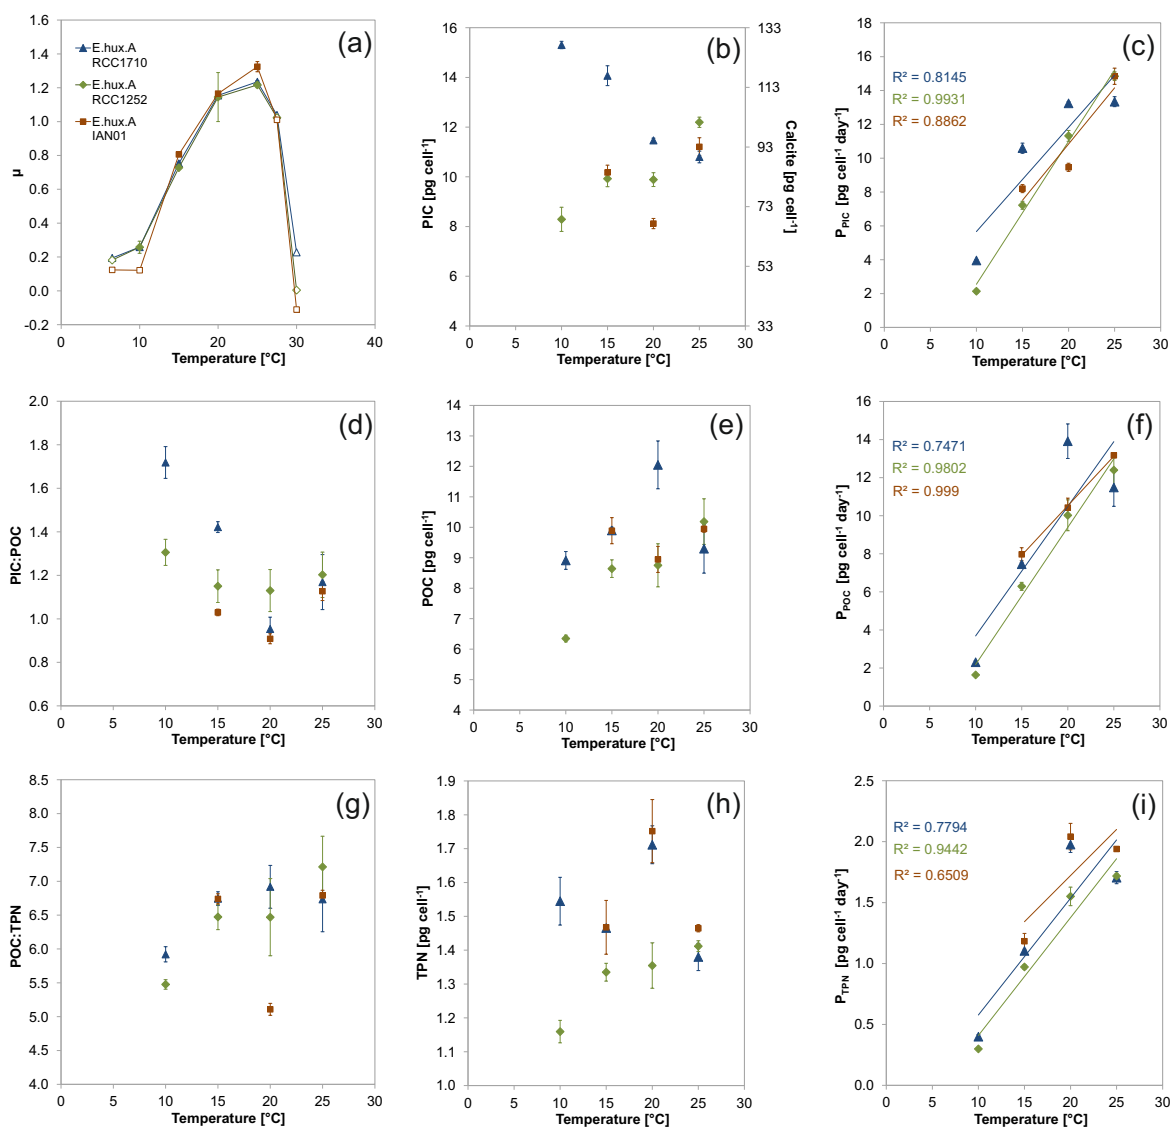 (a)
E.hux.A
RCC1710
E.hux.A
RCC1252
E.hux.A
IAN01
μ
1.6
1.4
1.2
1.0
0.8
0.6
0.4
0.2
0.0
-0.2
0 10 20 30 40
Temperature [°C]
(b)
PIC [pg cell⁻¹]
16
14
12
10
8
6
4
Calcite [pg cell⁻¹]
133
113
93
73
53
33
0 5 10 15 20 25 30
Temperature [°C]
(c)
R² = 0.8145
R² = 0.9931
R² = 0.8862
P_PIC [pg cell⁻¹ day⁻¹]
18
16
14
12
10
8
6
4
2
0
0 5 10 15 20 25 30
Temperature [°C]
(d)
PIC:POC
2.0
1.8
1.6
1.4
1.2
1.0
0.8
0.6
0 5 10 15 20 25 30
Temperature [°C]
(e)
POC [pg cell⁻¹]
14
13
12
11
10
9
8
7
6
5
4
0 5 10 15 20 25 30
Temperature [°C]
(f)
R² = 0.7471
R² = 0.9802
R² = 0.999
P_POC [pg cell⁻¹ day⁻¹]
16
14
12
10
8
6
4
2
0
0 5 10 15 20 25 30
Temperature [°C]
(g)
POC:TPN
8.5
8.0
7.5
7.0
6.5
6.0
5.5
5.0
4.5
4.0
0 5 10 15 20 25 30
Temperature [°C]
(h)
TPN [pg cell⁻¹]
1.9
1.8
1.7
1.6
1.5
1.4
1.3
1.2
1.1
1.0
0 5 10 15 20 25 30
Temperature [°C]
(i)
R² = 0.7794
R² = 0.9442
R² = 0.6509
P_TPN [pg cell⁻¹ day⁻¹]
2.5
2.0
1.5
1.0
0.5
0.0
0 5 10 15 20 25 30
Temperature [°C]